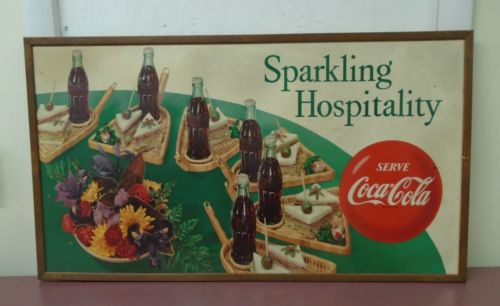 Sparkling
Hospitality
SERVE
Coca-Cola